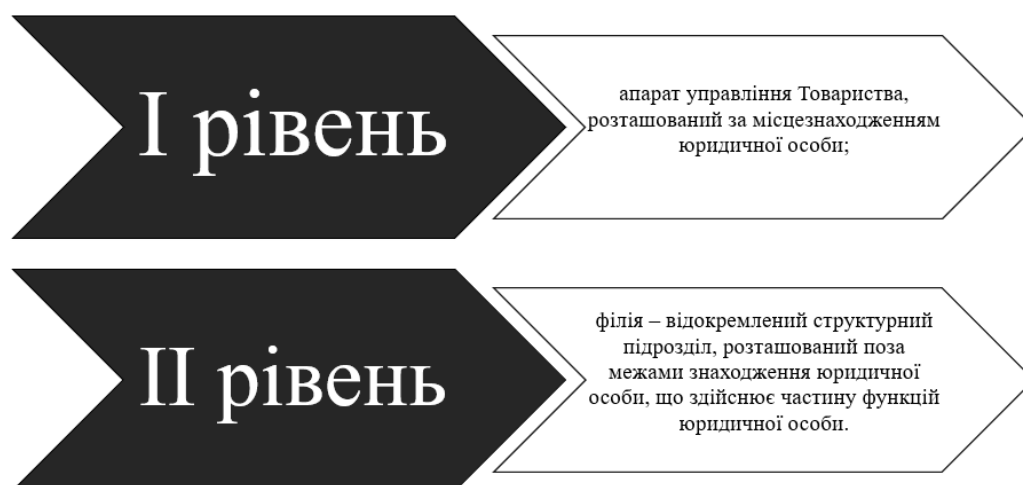 І рівень
апарат управління Товариства,
розташований за місцезнаходженням
юридичної особи;
ІІ рівень
філія – відокремлений структурний
підрозділ, розташований поза
межами знаходження юридичної
особи, що здійснює частину функцій
юридичної особи.